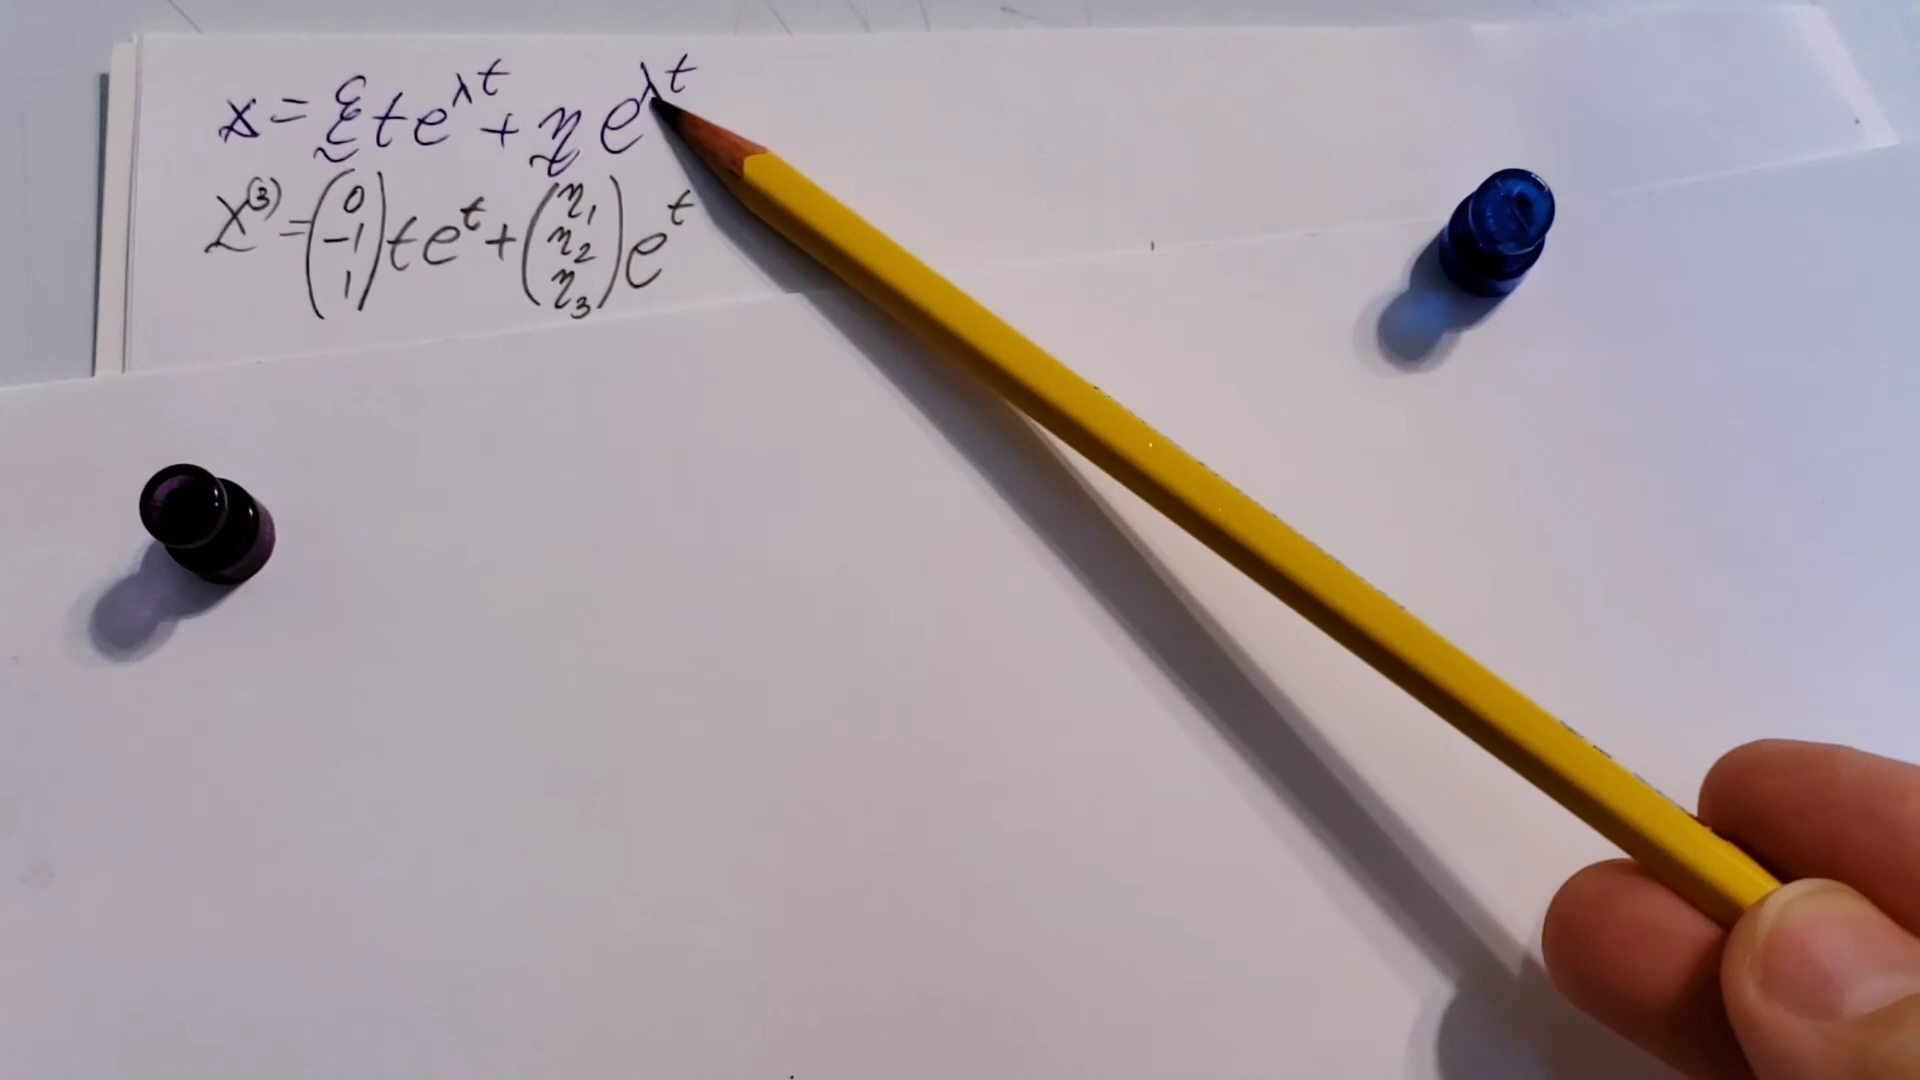 x = ξ t e^{λt} + η e^{λt}
x^{(3)} = (0 -1 1) t e^t + (η₁ η₂ η₃) e^t